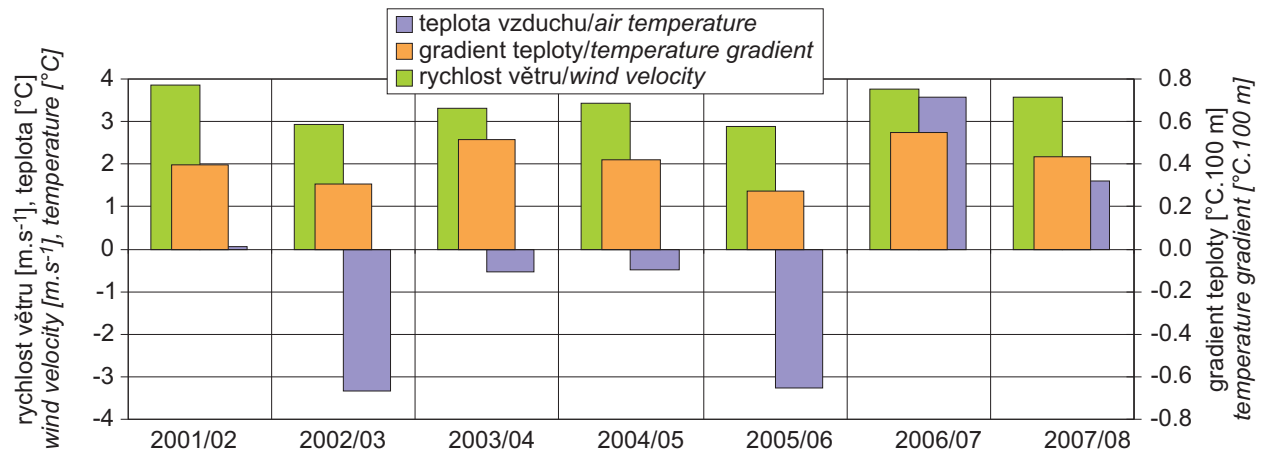 teplota vzduchu/air temperature
gradient teploty/temperature gradient
rychlost větru/wind velocity
rychlost větru [m.s-1], teplota [°C]
wind velocity [m.s-1], temperature [°C]
4
3
2
1
0
-1
-2
-3
-4
0.8
0.6
0.4
0.2
0.0
-0.2
-0.4
-0.6
-0.8
gradient teploty [°C.100 m]
temperature gradient [°C.100 m]
2001/02 2002/03 2003/04 2004/05 2005/06 2006/07 2007/08